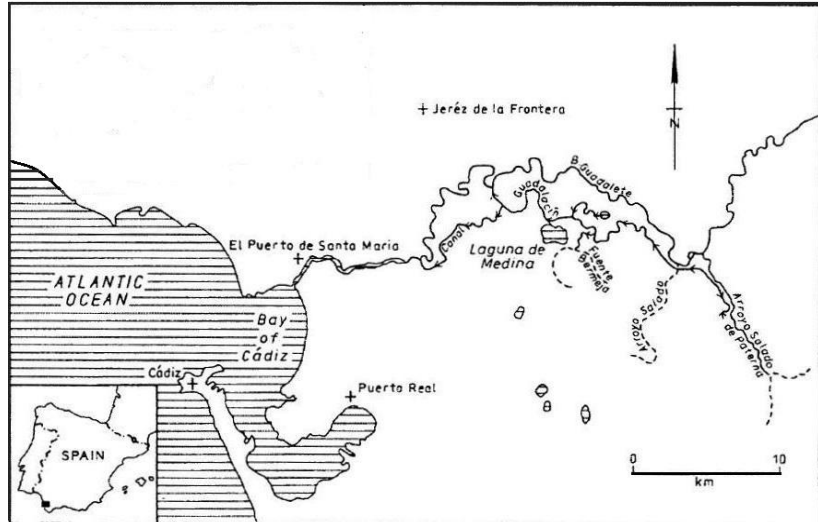 Jeréz de la Frontera
N
B Guadalete
Guadalacís
Canal
El Puerto de Santa Maria
Laguna de
Medina
Fuente
Bermeja
ATLANTIC
OCEAN
Bay
of
Cádiz
Arroyo Salado
Arroyo Salado
de Paterna
Cádiz
Puerto Real
SPAIN
0
10
km